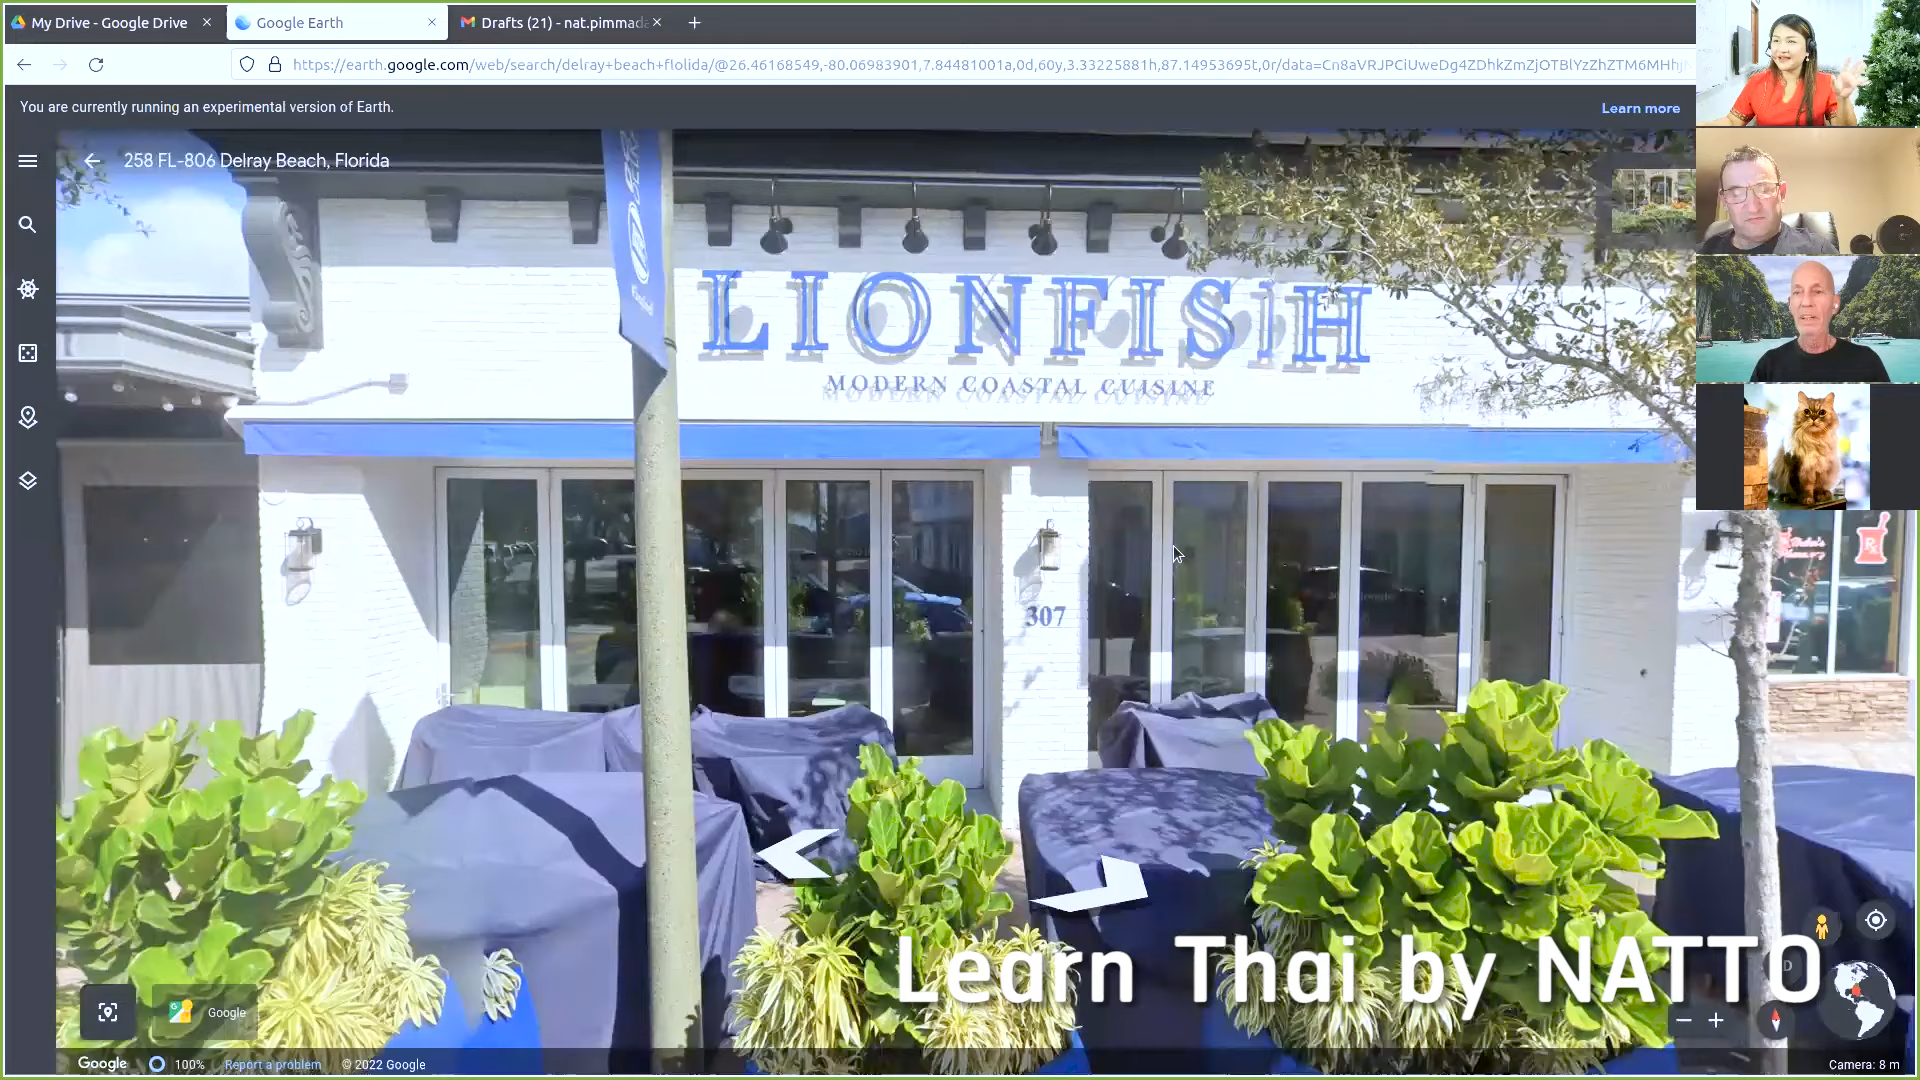 My Drive - Google Drive
Google Earth
Drafts (21) - nat.pimmada
https://earth.google.com/web/search/delray+beach+flolida/@26.46168549,-80.06983901,7.84481001a,0d,60y,3.33225881h,87.14953695t,0r/data=Cn8aVRJPCiUweDg4ZDhkZmZjOTBlYzZhZTM6MHhj
You are currently running an experimental version of Earth.
Learn more
258 FL-806 Delray Beach, Florida
LIONFISH
MODERN COASTAL CUISINE
307
Rx
Learn Thai by NATTO
Google
Google
100%
Report a problem
© 2022 Google
Camera: 8 m